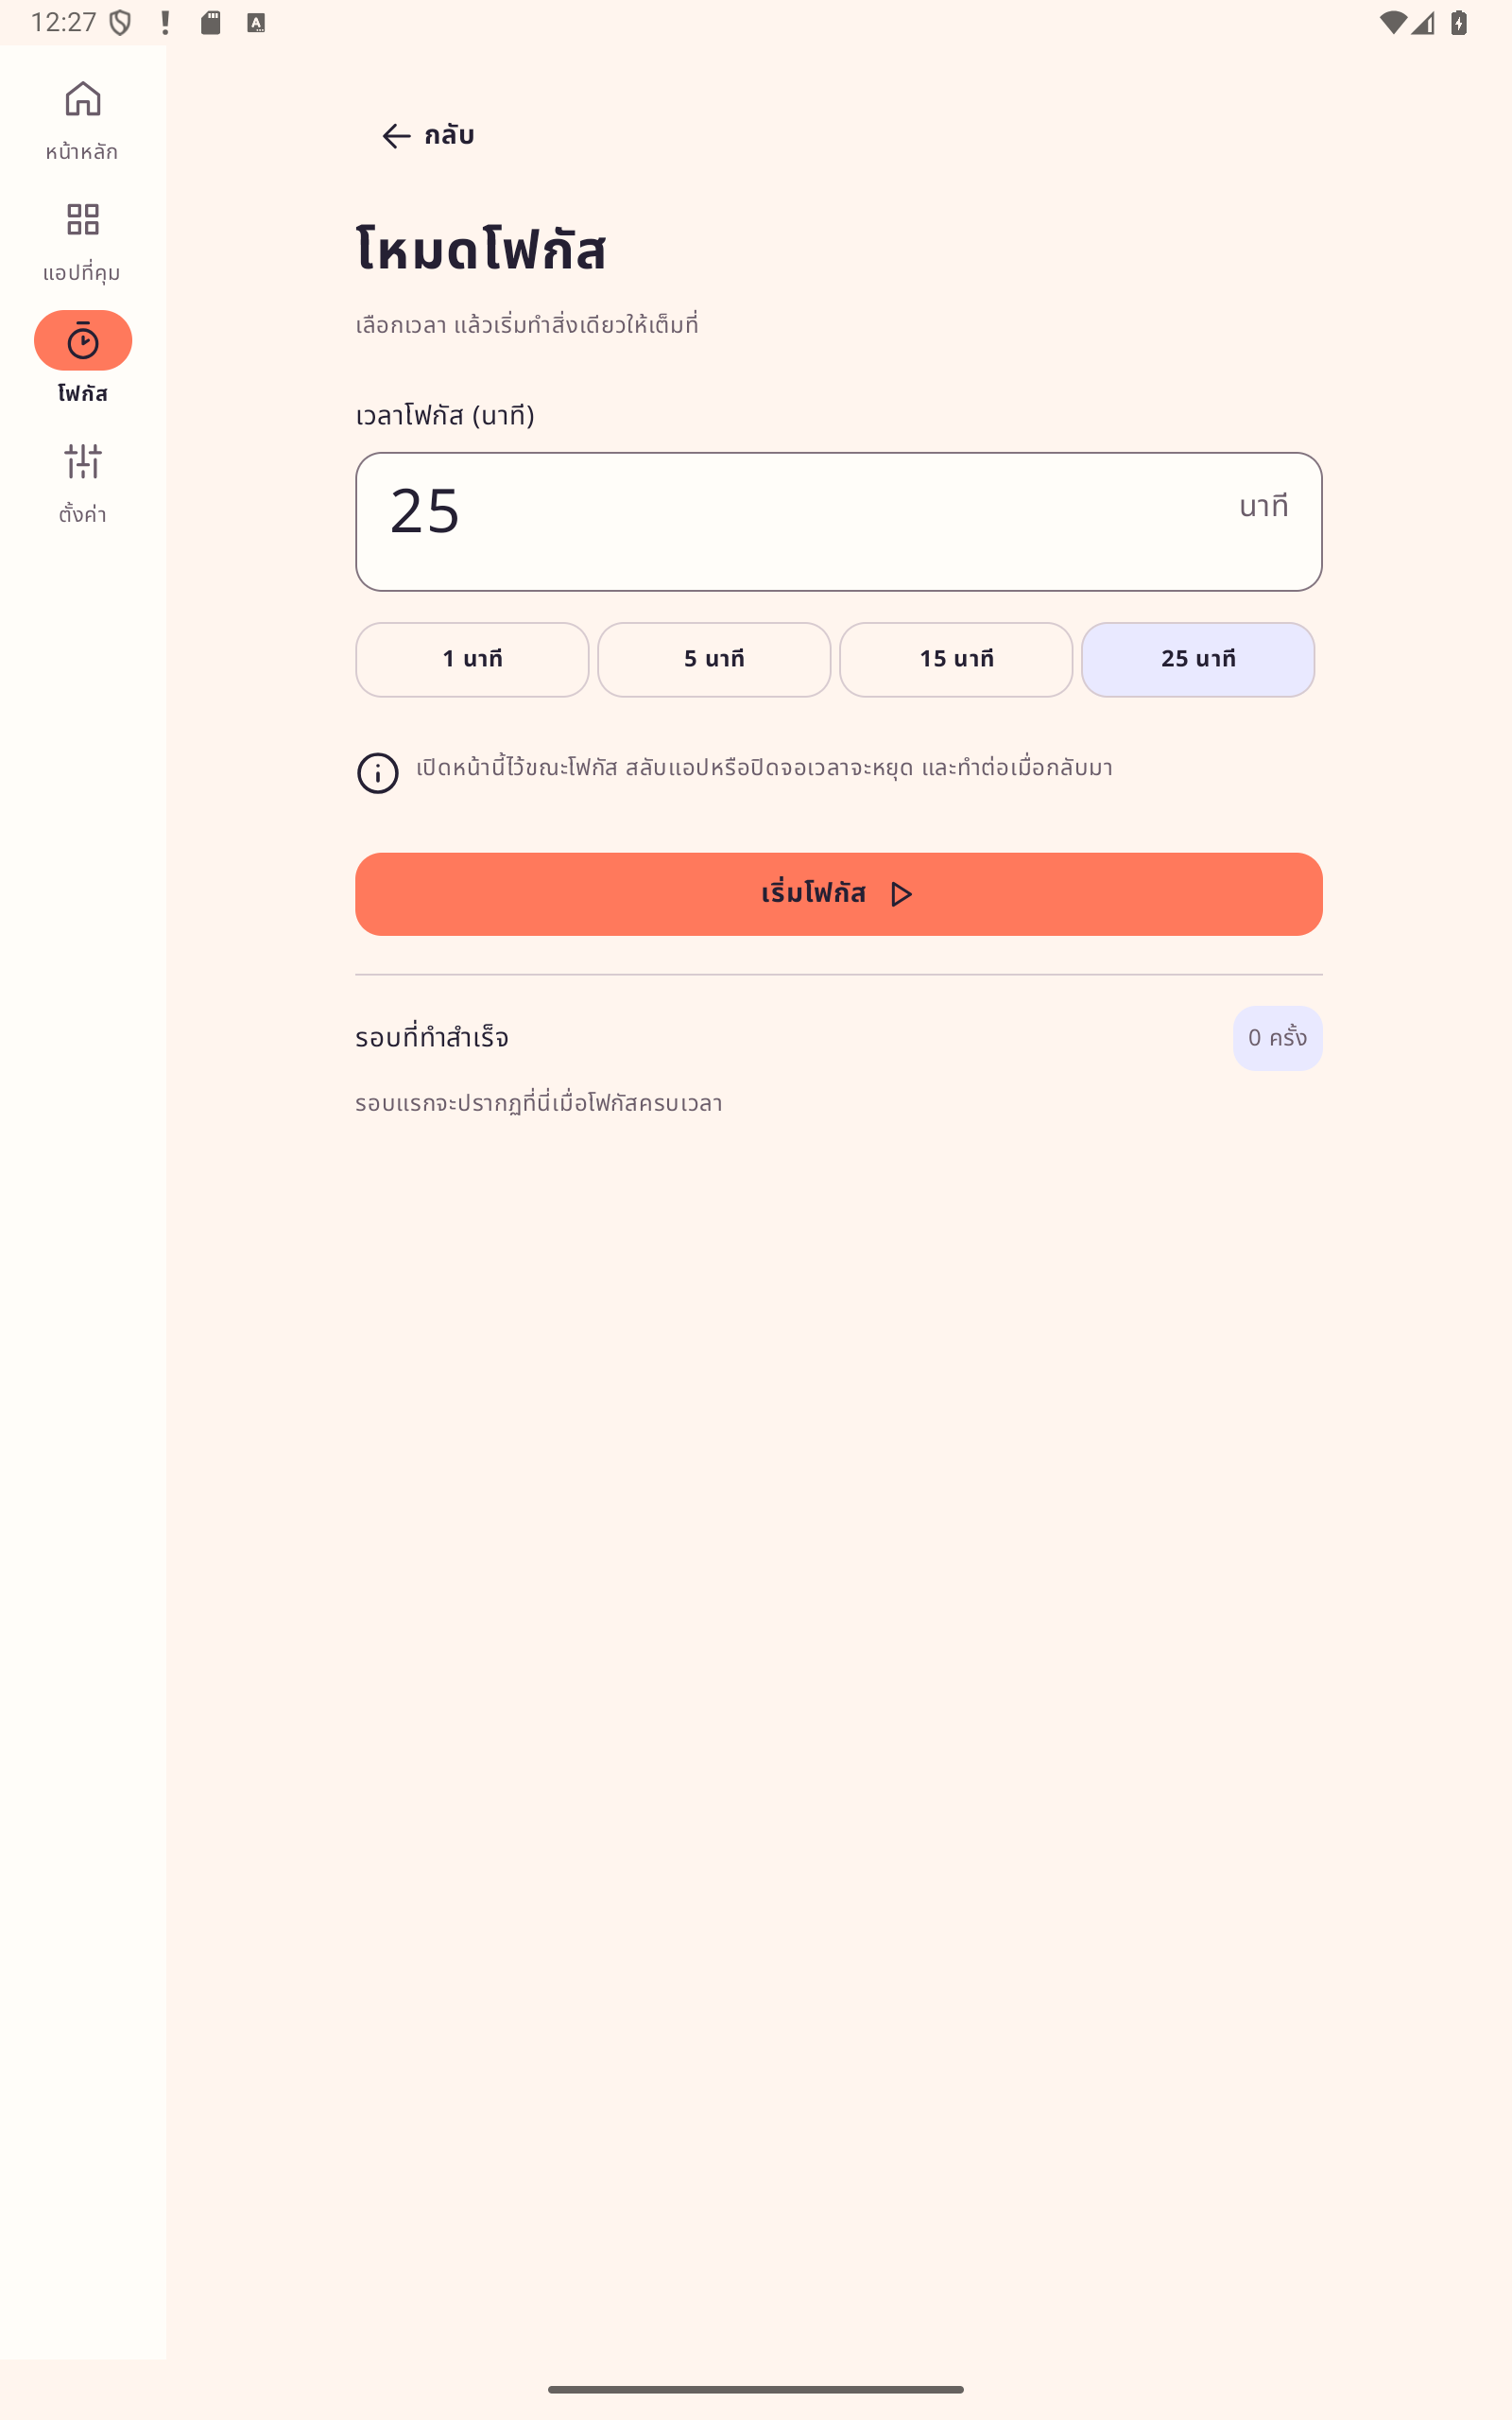 12:27
หน้าหลัก
แอปที่คุม
โฟกัส
ตั้งค่า
กลับ
โหมดโฟกัส
เลือกเวลา แล้วเริ่มทำสิ่งเดียวให้เต็มที่
เวลาโฟกัส (นาที)
25 นาที
1 นาที 5 นาที 15 นาที 25 นาที
เปิดหน้านี้ไว้ขณะโฟกัส สลับแอปหรือปิดจอเวลาจะหยุด และทำต่อเมื่อกลับมา
เริ่มโฟกัส
รอบที่ทำสำเร็จ 0 ครั้ง
รอบแรกจะปรากฏที่นี่เมื่อโฟกัสครบเวลา